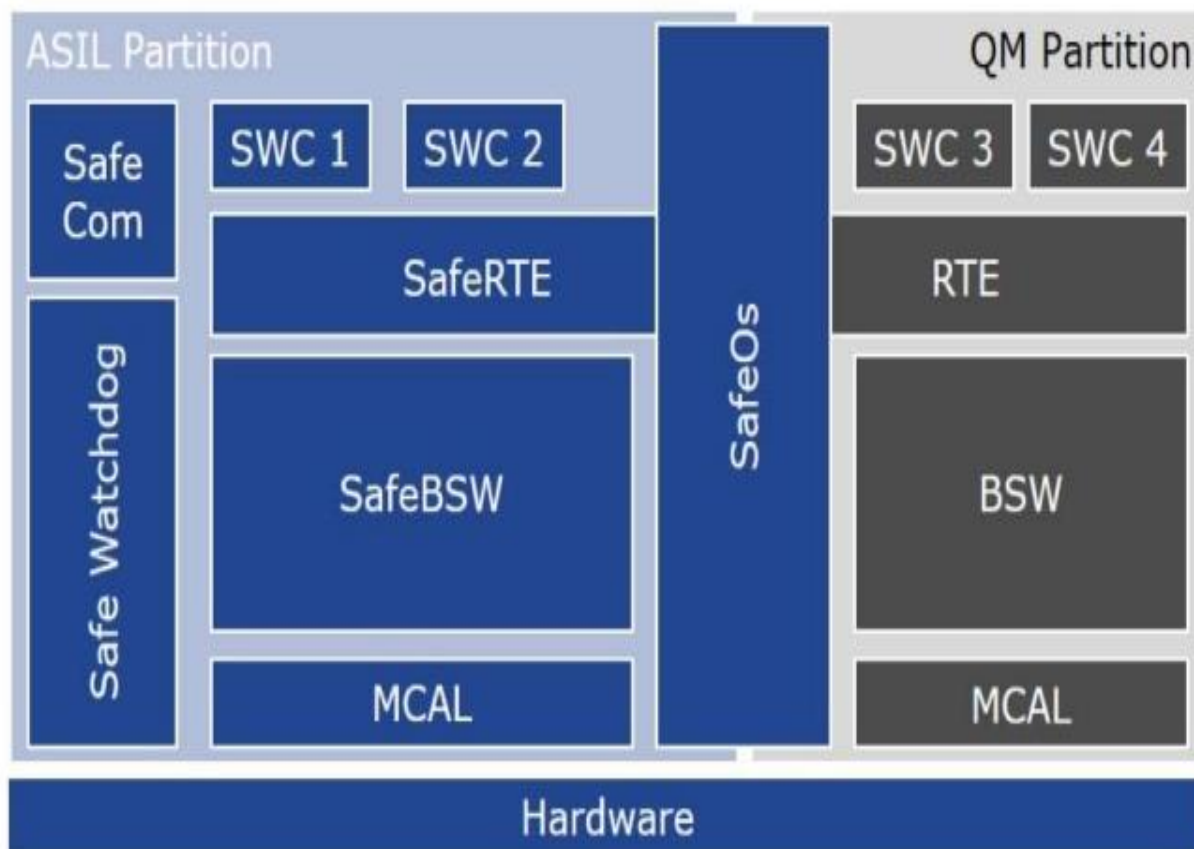 ASIL Partition
QM Partition
Safe
Com
SWC 1
SWC 2
SWC 3
SWC 4
SafeRTE
RTE
Safe Watchdog
SafeBSW
SafeOs
BSW
MCAL
MCAL
Hardware